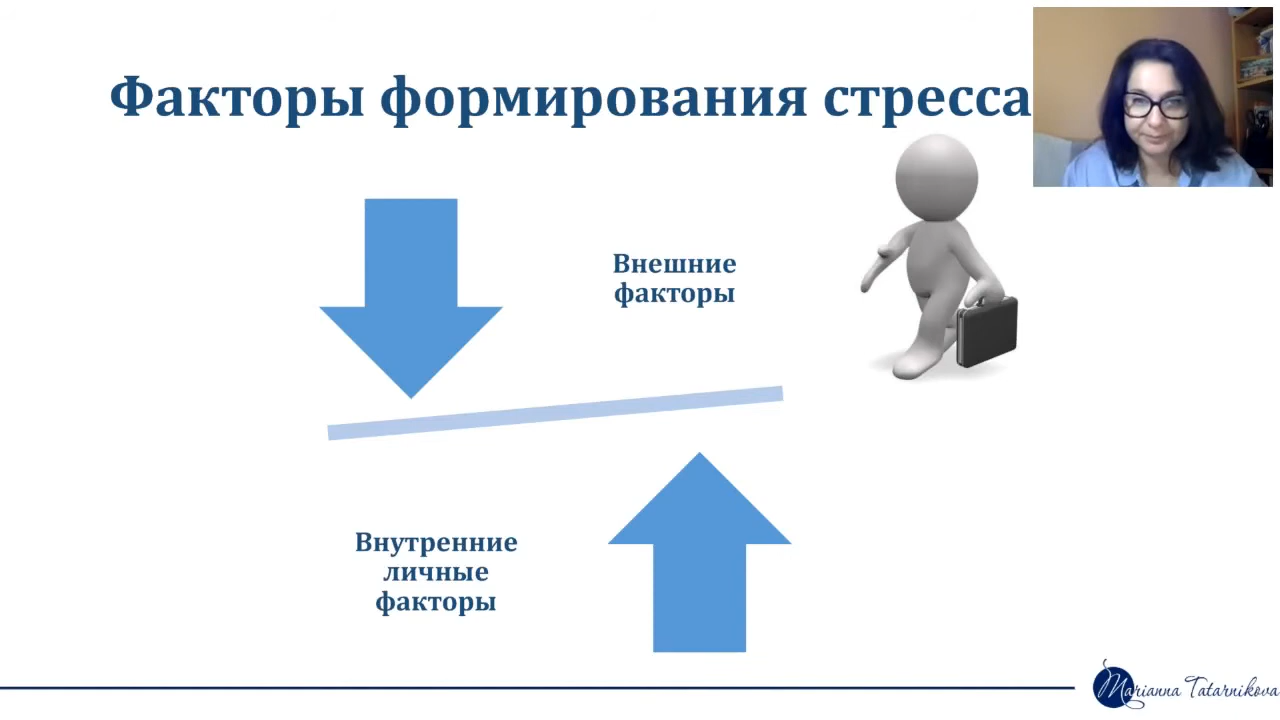 Факторы формирования стресса
Внешние
факторы
Внутренние
личные
факторы
Marianna Tatarnikova